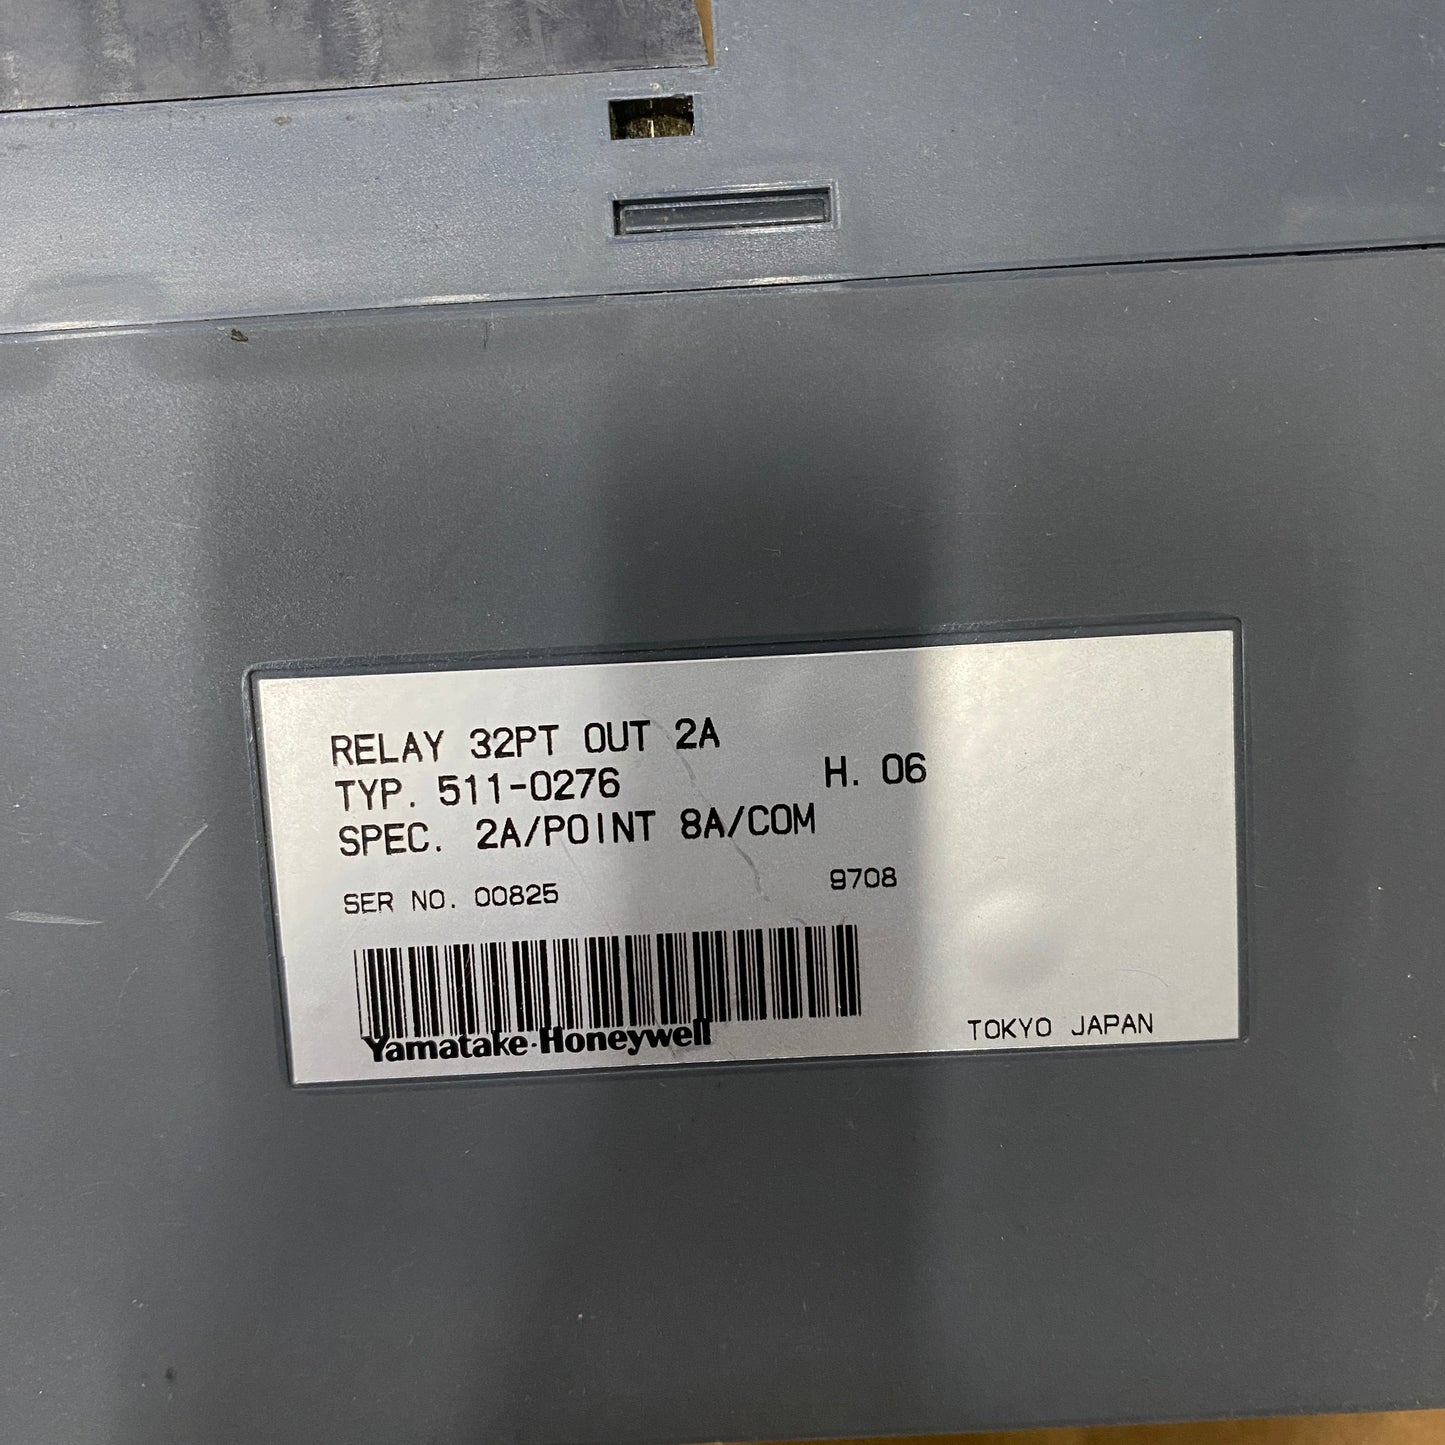 RELAY 32PT OUT 2A
TYP. 511-0276 H. 06
SPEC. 2A/POINT 8A/COM
SER NO. 00825 9708
Yamatake-Honeywell
TOKYO JAPAN